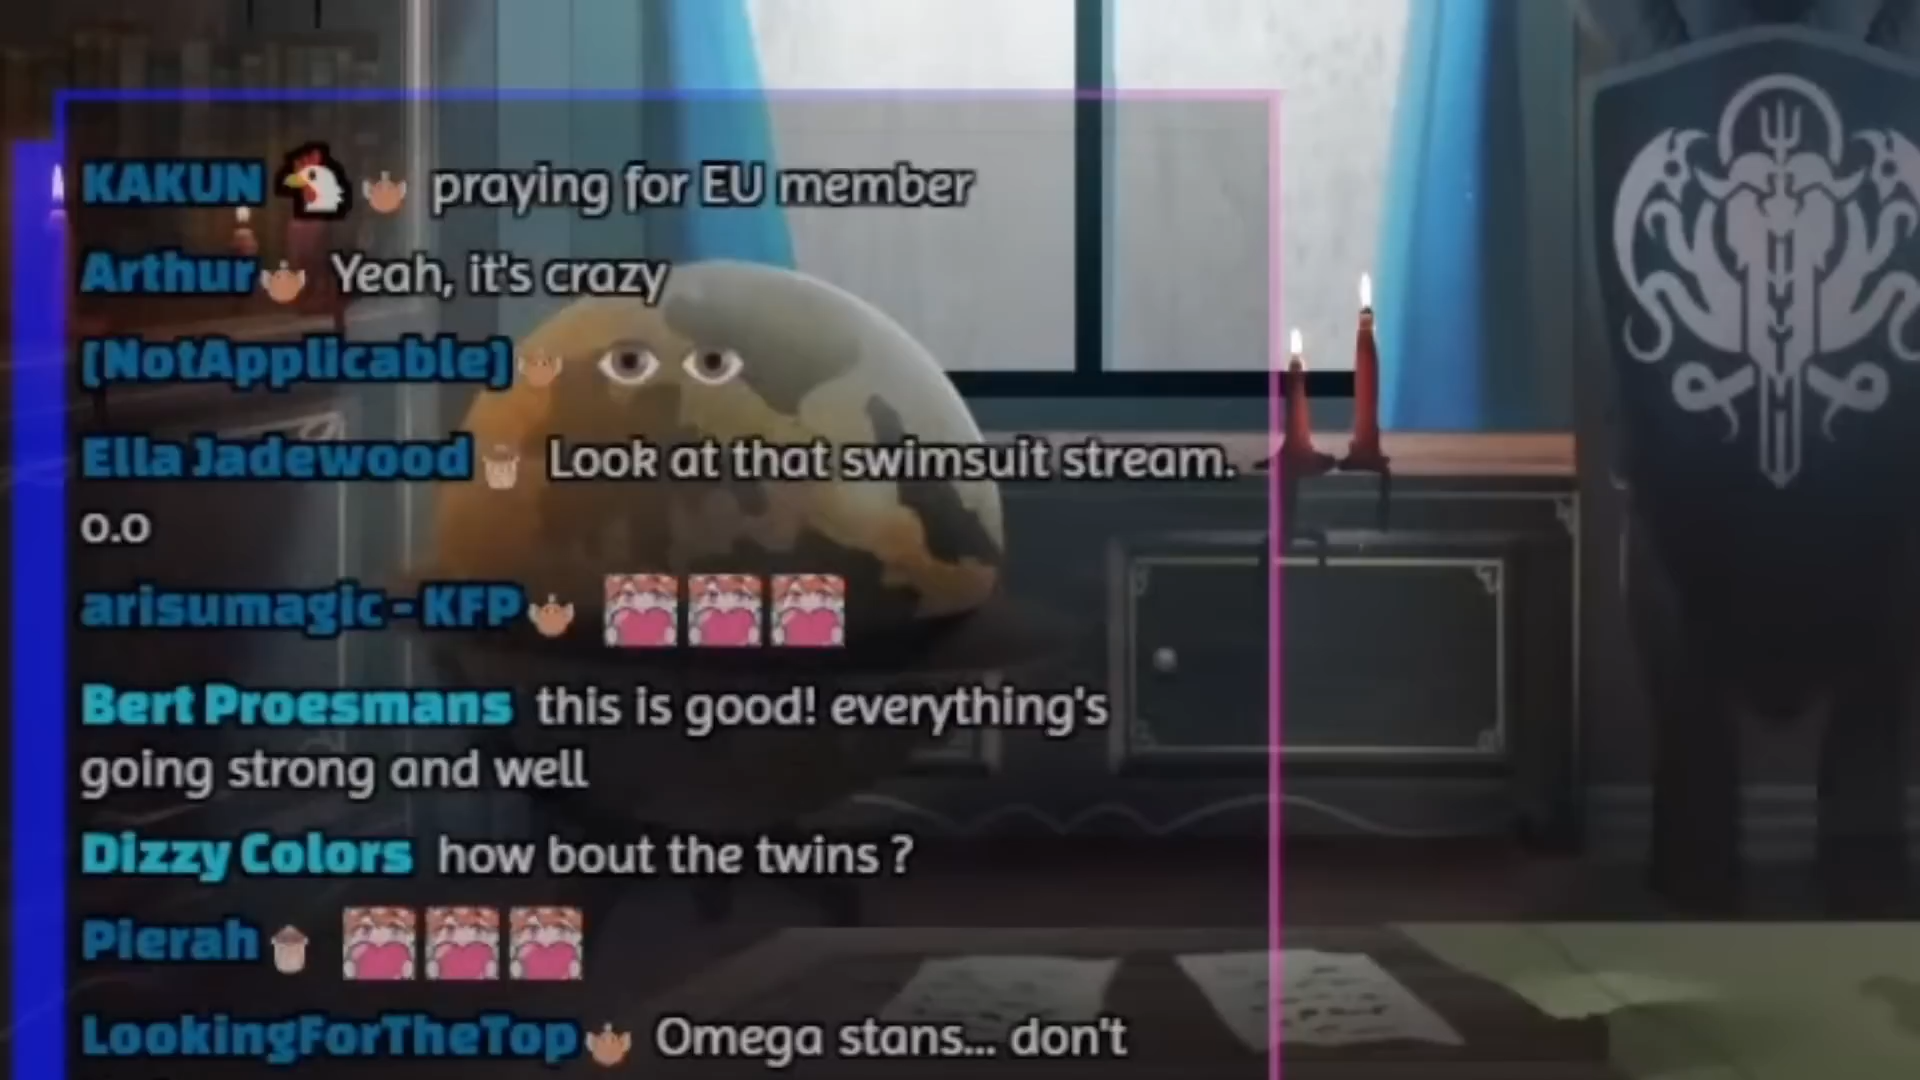 KAKUN praying for EU member
Arthur Yeah, it's crazy
(NotApplicable)
Ella Jadewood Look at that swimsuit stream.
o.o
arisumagic - KFP
Bert Proesmans this is good! everything's
going strong and well
Dizzy Colors how bout the twins ?
Pierah
LookingForTheTop Omega stans... don't